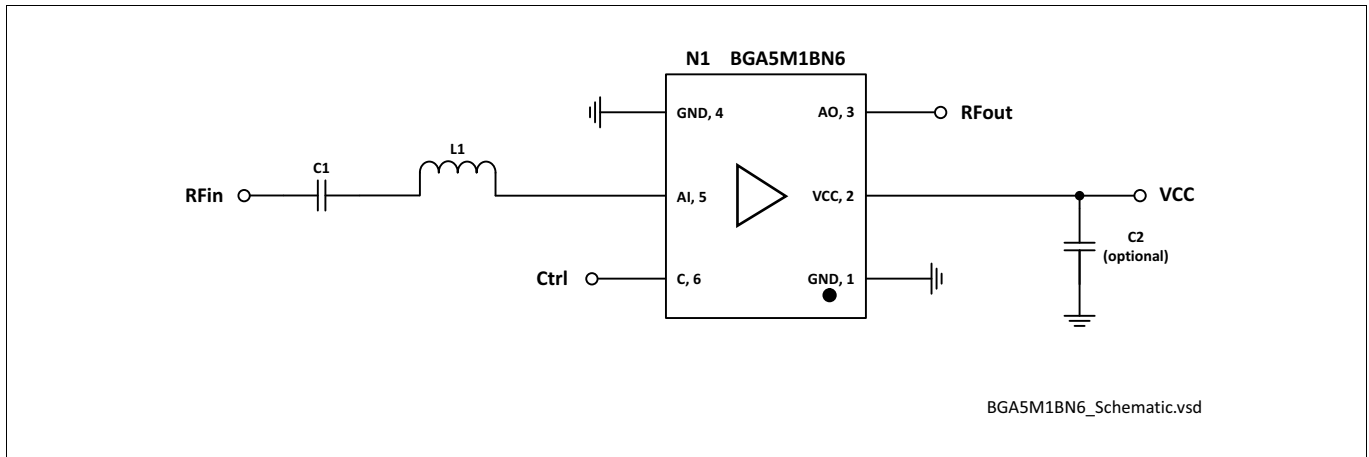 N1 BGA5M1BN6
GND, 4
AO, 3
RFout
C1
L1
RFin
AI, 5
VCC, 2
VCC
C2
(optional)
Ctrl
C, 6
GND, 1
BGA5M1BN6_Schematic.vsd